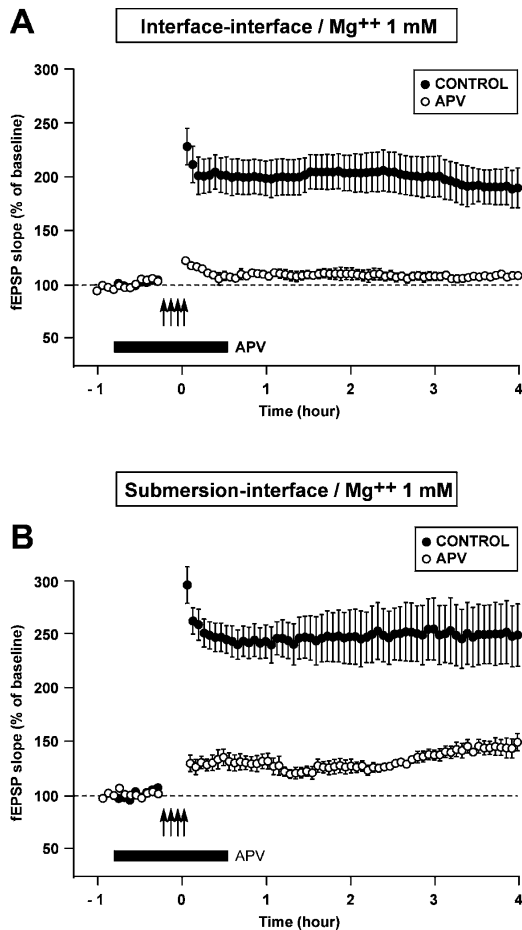 A
Interface-interface / Mg++ 1 mM
CONTROL
APV
fEPSP slope (% of baseline)
300
250
200
150
100
50
APV
- 1
0
1
2
3
4
Time (hour)
Submersion-interface / Mg++ 1 mM
B
CONTROL
APV
fEPSP slope (% of baseline)
300
250
200
150
100
50
APV
- 1
0
1
2
3
4
Time (hour)